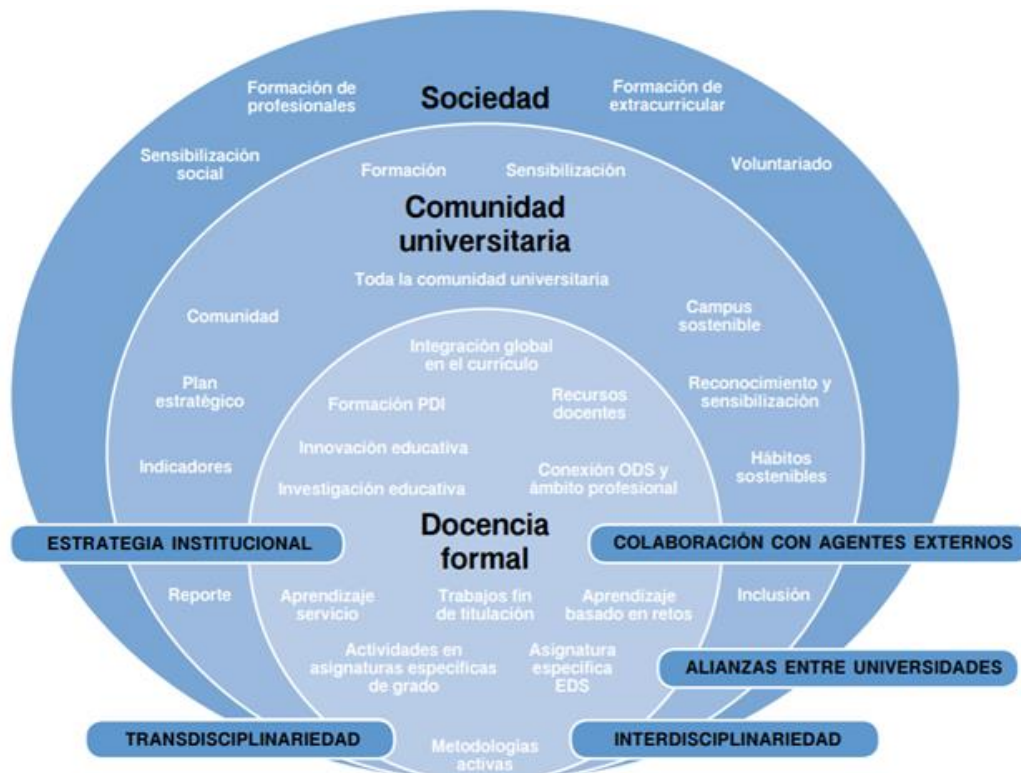 Formación de
profesionales
Sociedad
Formación de
extracurricular
Sensibilización
social
Voluntariado
Formación
Sensibilización
Comunidad
universitaria
Toda la comunidad universitaria
Comunidad
Campus
sostenible
Integración global
en el currículo
Plan
estratégico
Formación PDI
Recursos
docentes
Reconocimiento y
sensibilización
Innovación educativa
Indicadores
Investigación educativa
Conexión ODS y
ámbito profesional
Hábitos
sostenibles
Docencia
formal
ESTRATEGIA INSTITUCIONAL
COLABORACIÓN CON AGENTES EXTERNOS
Reporte
Aprendizaje
servicio
Trabajos fin
de titulación
Aprendizaje
basado en retos
Inclusión
Actividades en
asignaturas específicas
de grado
Asignatura
específica
EDS
ALIANZAS ENTRE UNIVERSIDADES
TRANSDISCIPLINARIEDAD
INTERDISCIPLINARIEDAD
Metodologías
activas